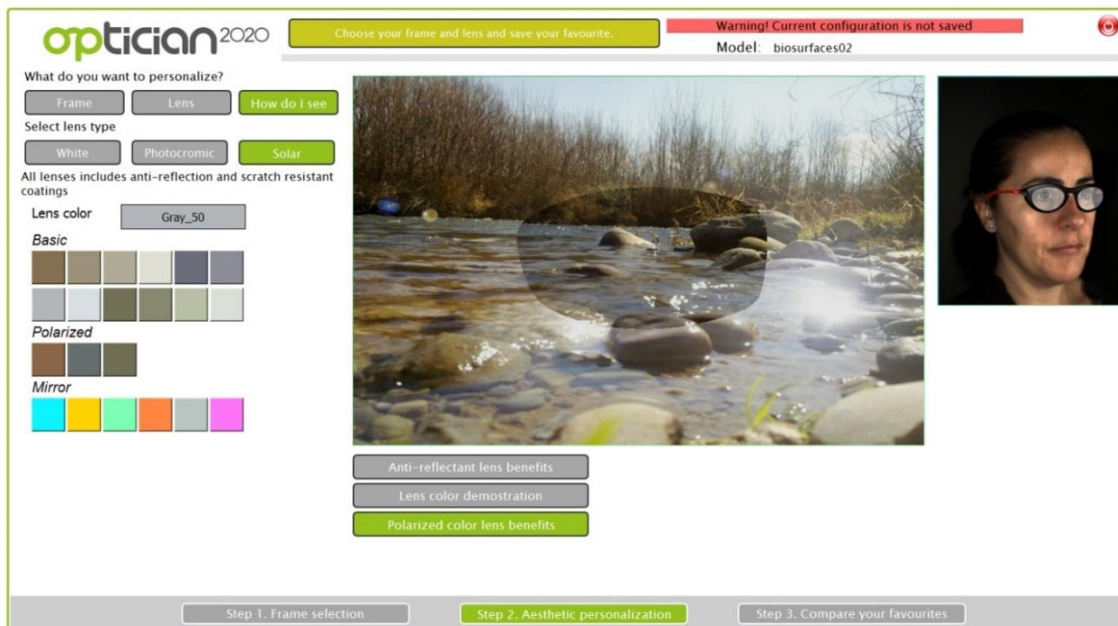 optician2020
Choose your frame and lens and save your favourite.
Warning! Current configuration is not saved
Model: biosurfaces02
What do you want to personalize?
Frame
Lens
How do I see
Select lens type
White
Photocromic
Solar
All lenses includes anti-reflection and scratch resistant
coatings
Lens color
Gray_50
Basic
Polarized
Mirror
Anti-reflectant lens benefits
Lens color demostration
Polarized color lens benefits
Step 1. Frame selection
Step 2. Aesthetic personalization
Step 3. Compare your favourites